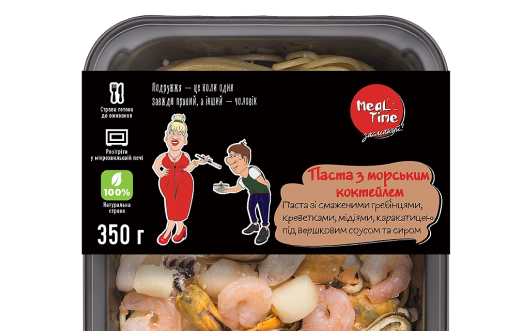 Страва готова
до вживання
Розігріти
у мікрохвильовій печі
100%
Натуральна
страва
350 г
Подружжя — це коли один
завжди правий, а інший — чоловік
Meal
Time
засмакуй!
Паста з морським
коктейлем
Паста зі смаженими гребінцями,
креветками, мідіями, каракатицею
під вершковим соусом та сиром